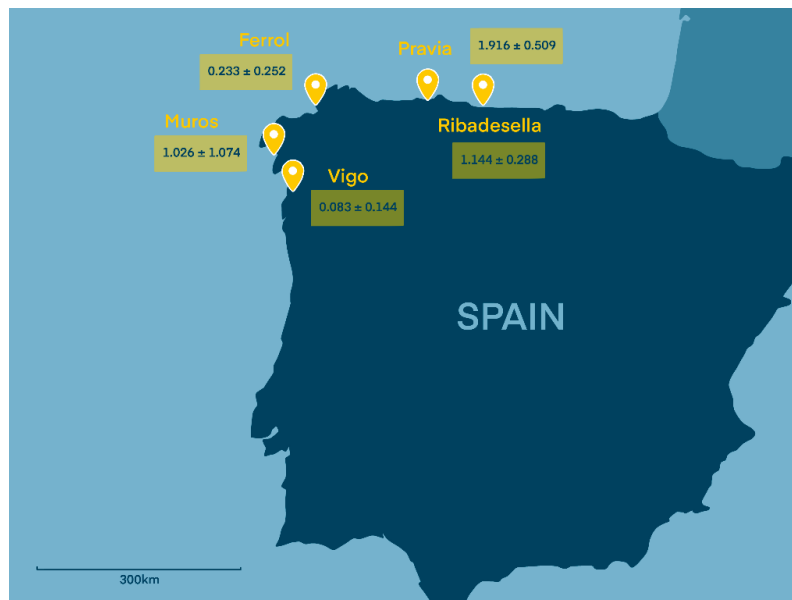 Ferrol
0.233 ± 0.252
Pravia
1.916 ± 0.509
Muros
1.026 ± 1.074
Ribadesella
1.144 ± 0.288
Vigo
0.083 ± 0.144
SPAIN
300km